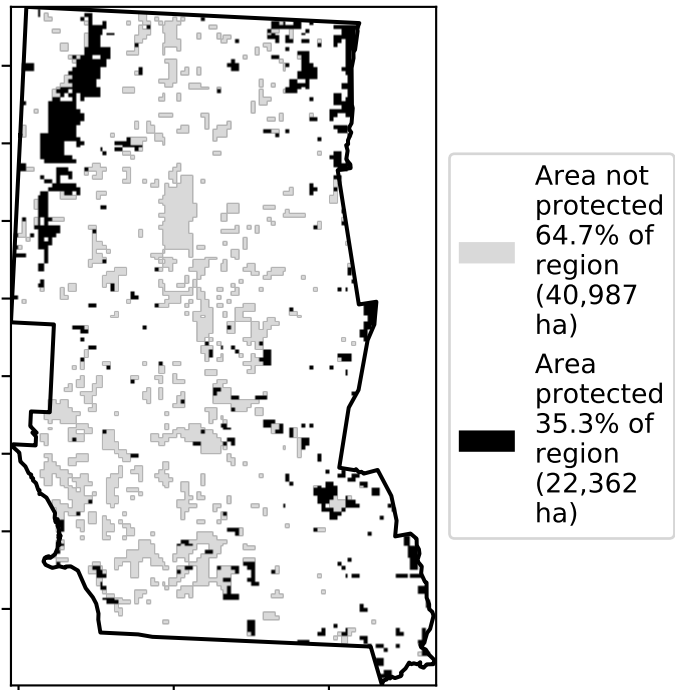 Area not
protected
64.7% of
region
(40,987
ha)
Area
protected
35.3% of
region
(22,362
ha)